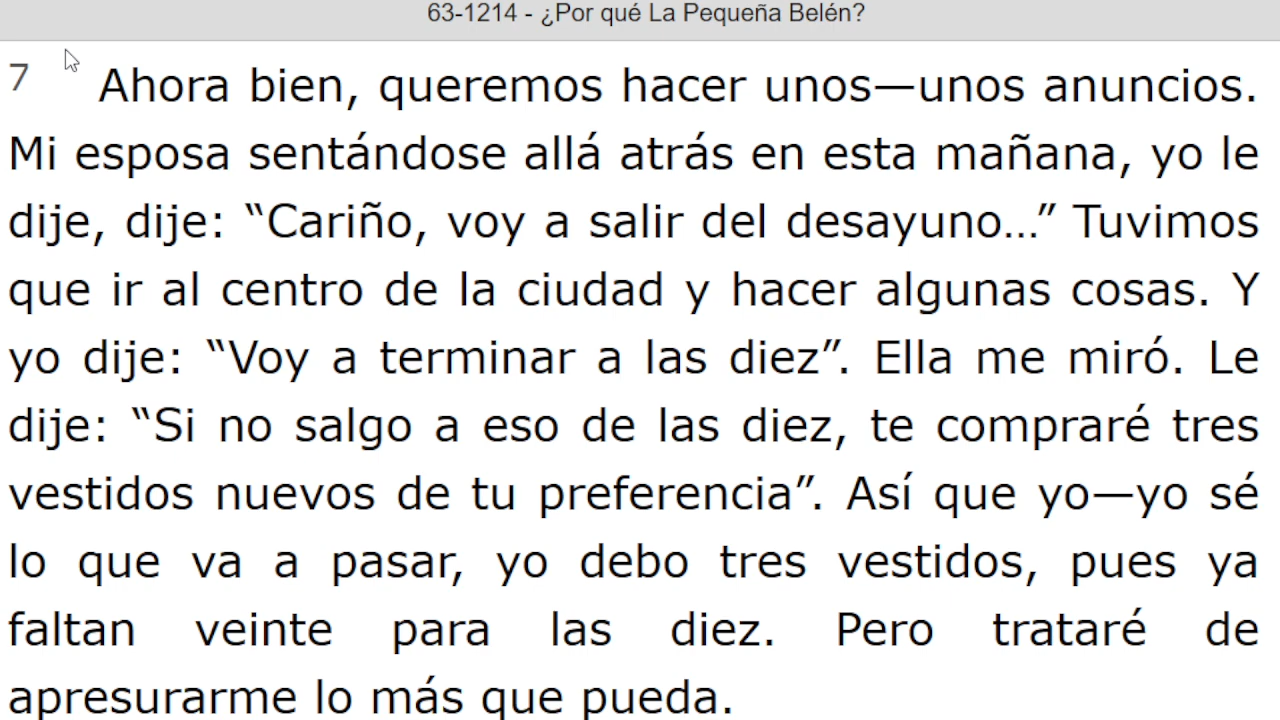 63-1214 - ¿Por qué La Pequeña Belén?
7 Ahora bien, queremos hacer unos—unos anuncios.
Mi esposa sentándose allá atrás en esta mañana, yo le
dije, dije: “Cariño, voy a salir del desayuno…” Tuvimos
que ir al centro de la ciudad y hacer algunas cosas. Y
yo dije: “Voy a terminar a las diez”. Ella me miró. Le
dije: “Si no salgo a eso de las diez, te compraré tres
vestidos nuevos de tu preferencia”. Así que yo—yo sé
lo que va a pasar, yo debo tres vestidos, pues ya
faltan veinte para las diez. Pero trataré de
apresurarme lo más que pueda.